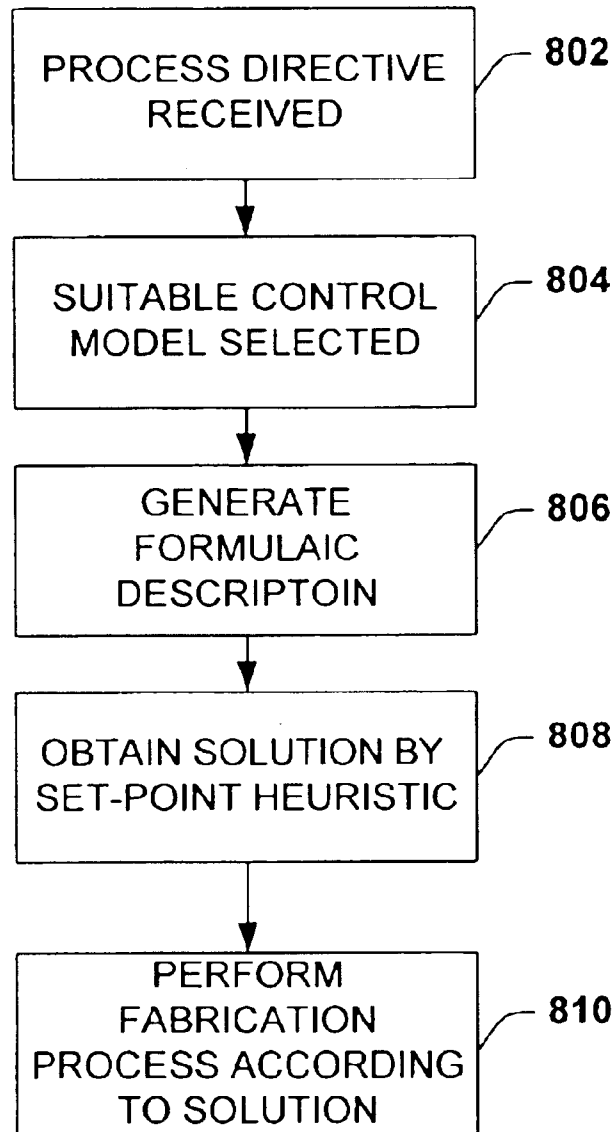 PROCESS DIRECTIVE
RECEIVED
802
SUITABLE CONTROL
MODEL SELECTED
804
GENERATE
FORMULAIC
DESCRIPTOIN
806
OBTAIN SOLUTION BY
SET-POINT HEURISTIC
808
PERFORM
FABRICATION
PROCESS ACCORDING
TO SOLUTION
810